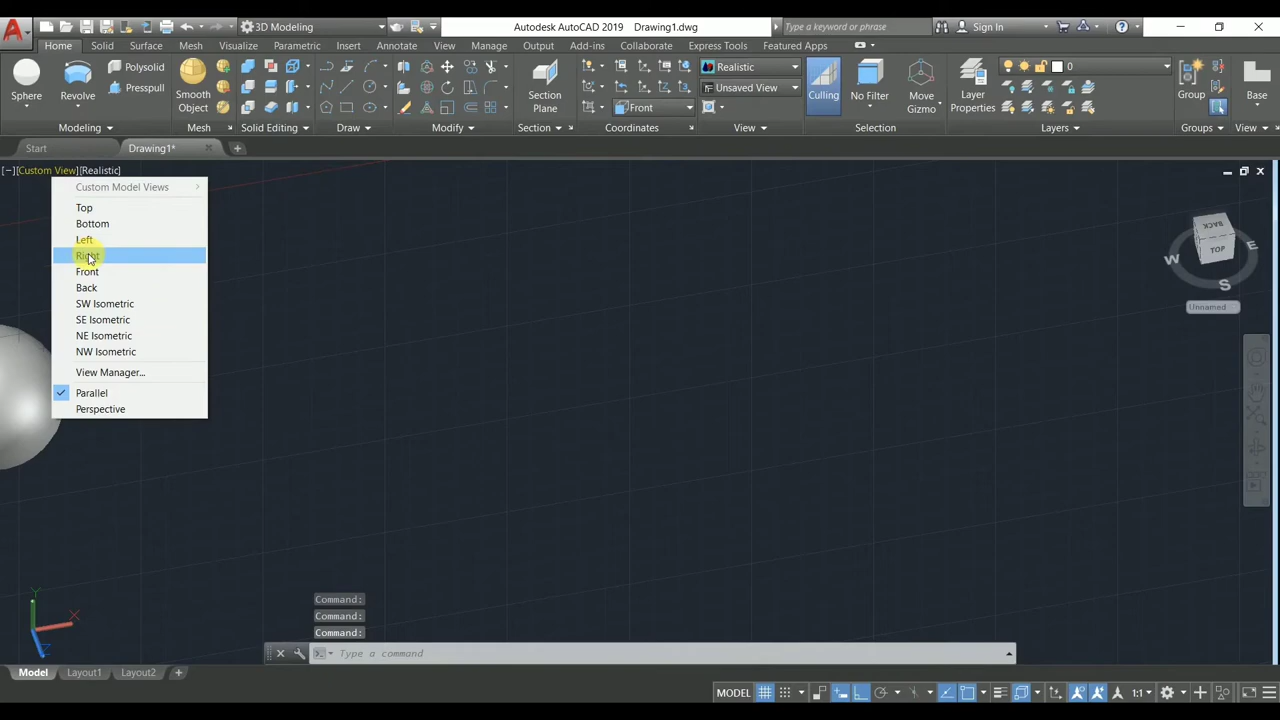 A 3D Modeling Autodesk AutoCAD 2019 Drawing1.dwg Type a keyword or phrase Sign In
Home Solid Surface Mesh Visualize Parametric Insert Annotate View Manage Output Add-ins Collaborate Express Tools Featured Apps
Polysolid
Presspull
Sphere Revolve Smooth Object Section Plane Realistic Unsaved View Front Culling No Filter Move Gizmo Layer Properties 0 Group Base
Modeling Mesh Solid Editing Draw Modify Section Coordinates View Selection Layers Groups View
Start Drawing1*
[−][Custom View][Realistic]
Custom Model Views
Top
Bottom
Left
Right
Front
Back
SW Isometric
SE Isometric
NE Isometric
NW Isometric
View Manager...
Parallel
Perspective
BACK
TOP
W E
S
Unnamed
Y X
Z
Command:
Command:
Command:
Type a command
Model Layout1 Layout2
MODEL 1:1